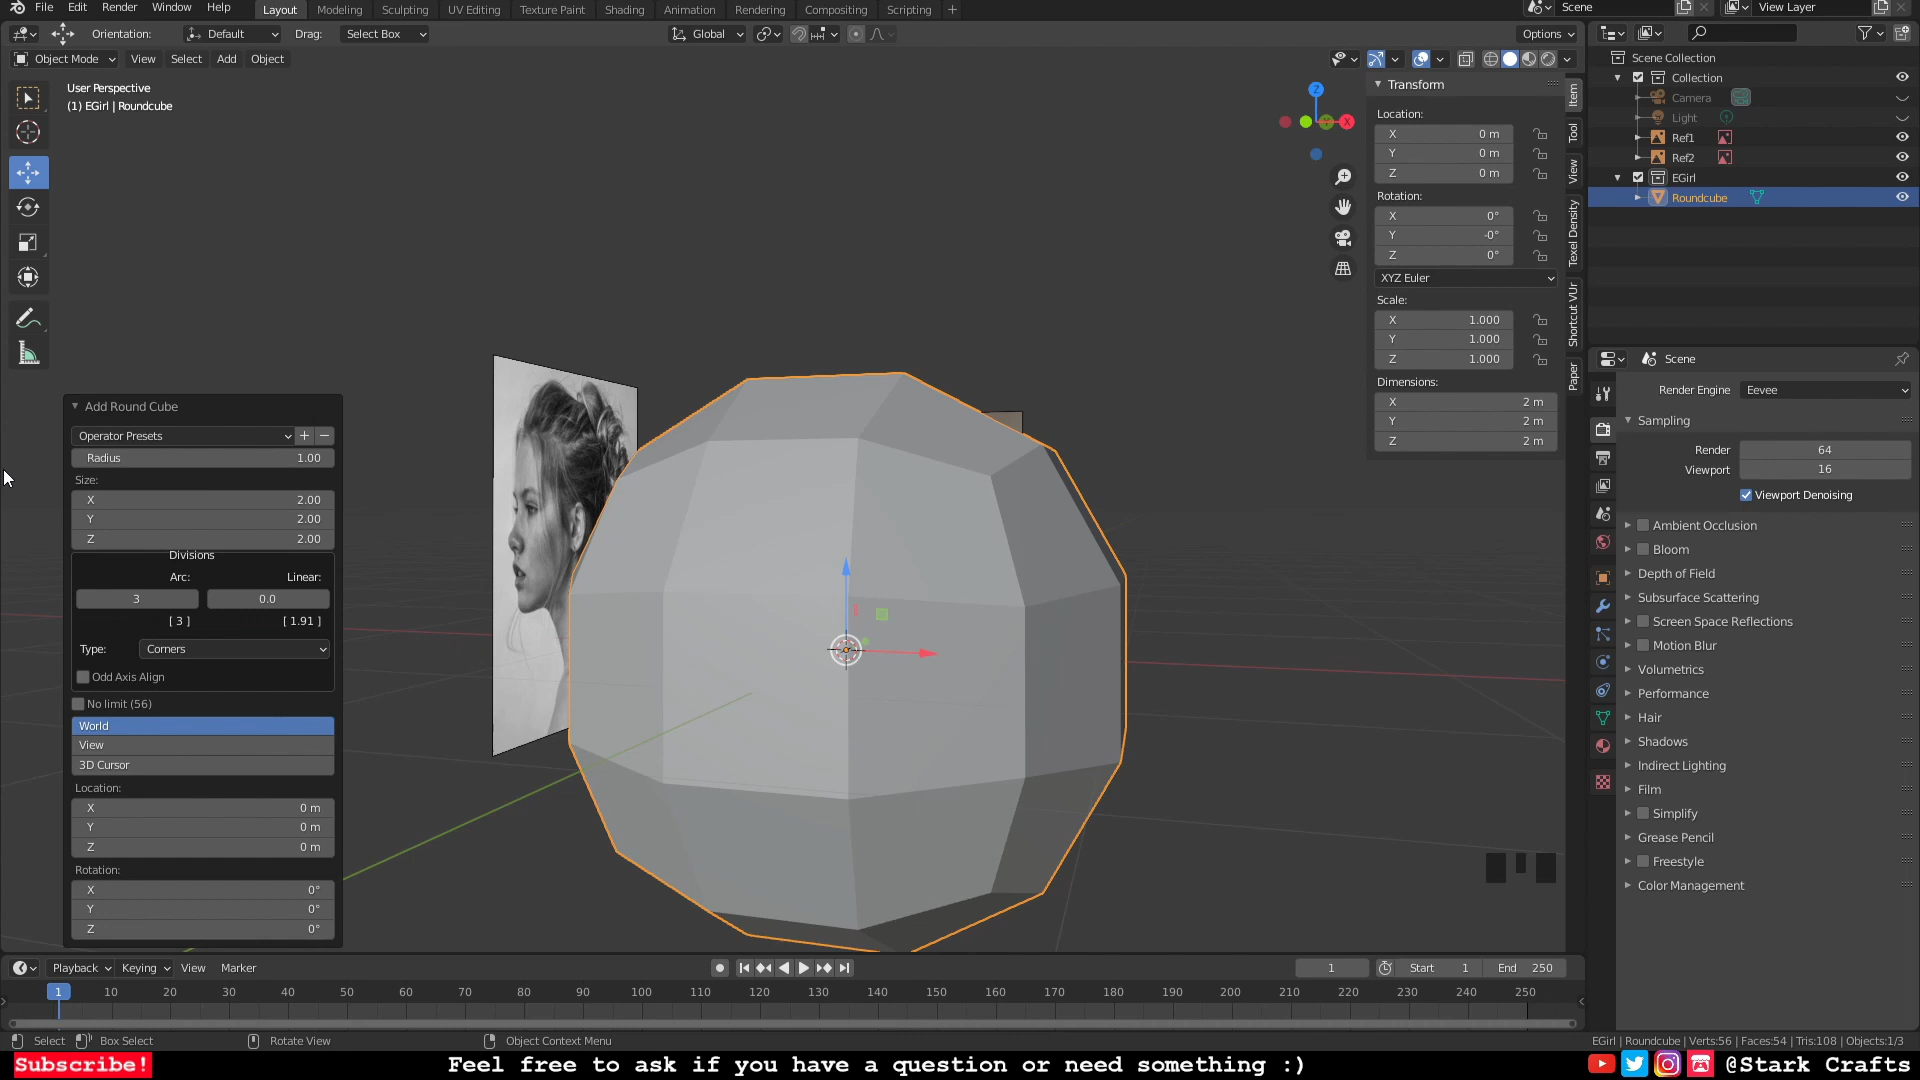 File Edit Render Window Help Layout Modeling Sculpting UV Editing Texture Paint Shading Animation Rendering Compositing Scripting + Scene View Layer
Orientation: Default Drag: Select Box Global Options
Object Mode View Select Add Object
User Perspective
(1) EGirl | Roundcube
Z
X
Transform
Location:
X 0 m
Y 0 m
Z 0 m
Rotation:
X 0°
Y -0°
Z 0°
XYZ Euler
Scale:
X 1.000
Y 1.000
Z 1.000
Dimensions:
X 2 m
Y 2 m
Z 2 m
Item
Tool
View
Texel Density
Shortcut VUr
Paper
Scene Collection
Collection
Camera
Light
Ref1
Ref2
EGirl
Roundcube
Scene
Render Engine Eevee
Sampling
Render 64
Viewport 16
Viewport Denoising
Ambient Occlusion
Bloom
Depth of Field
Subsurface Scattering
Screen Space Reflections
Motion Blur
Volumetrics
Performance
Hair
Shadows
Indirect Lighting
Film
Simplify
Grease Pencil
Freestyle
Color Management
Add Round Cube
Operator Presets + −
Radius 1.00
Size:
X 2.00
Y 2.00
Z 2.00
Divisions
Arc: Linear:
3 0.0
[ 3 ] [ 1.91 ]
Type: Corners
Odd Axis Align
No limit (56)
World
View
3D Cursor
Location:
X 0 m
Y 0 m
Z 0 m
Rotation:
X 0°
Y 0°
Z 0°
Playback Keying View Marker 1 Start 1 End 250
1 10 20 30 40 50 60 70 80 90 100 110 120 130 140 150 160 170 180 190 200 210 220 230 240 250
Select Box Select Rotate View Object Context Menu EGirl | Roundcube | Verts:56 | Faces:54 | Tris:108 | Objects:1/3
Subscribe! Feel free to ask if you have a question or need something :) @Stark Crafts